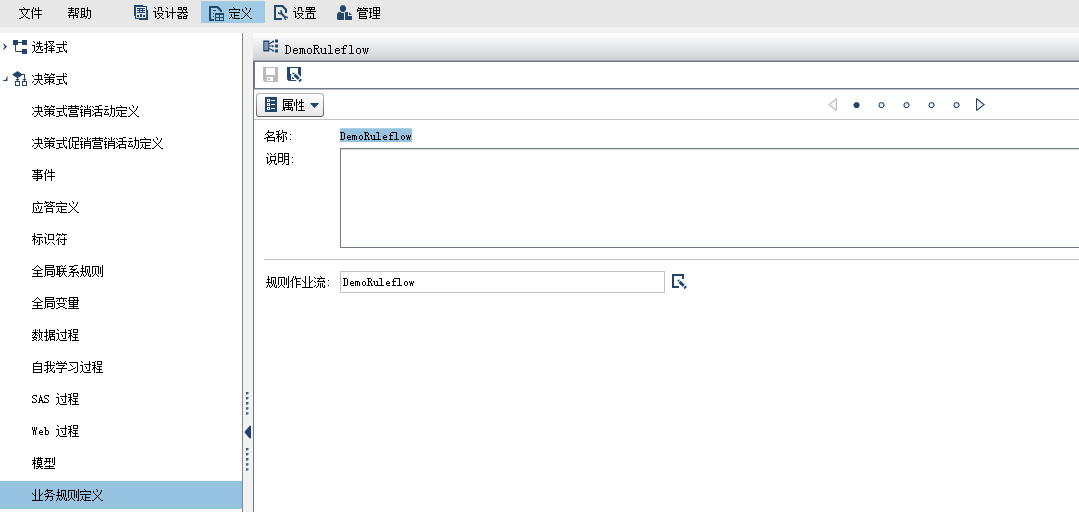 文件 帮助 设计器 定义 设置 管理
选择式
决策式
决策式营销活动定义
决策式促销营销活动定义
事件
应答定义
标识符
全局联系规则
全局变量
数据过程
自我学习过程
SAS 过程
Web 过程
模型
业务规则定义
DemoRuleflow
属性
名称: DemoRuleflow
说明:
规则作业流: DemoRuleflow